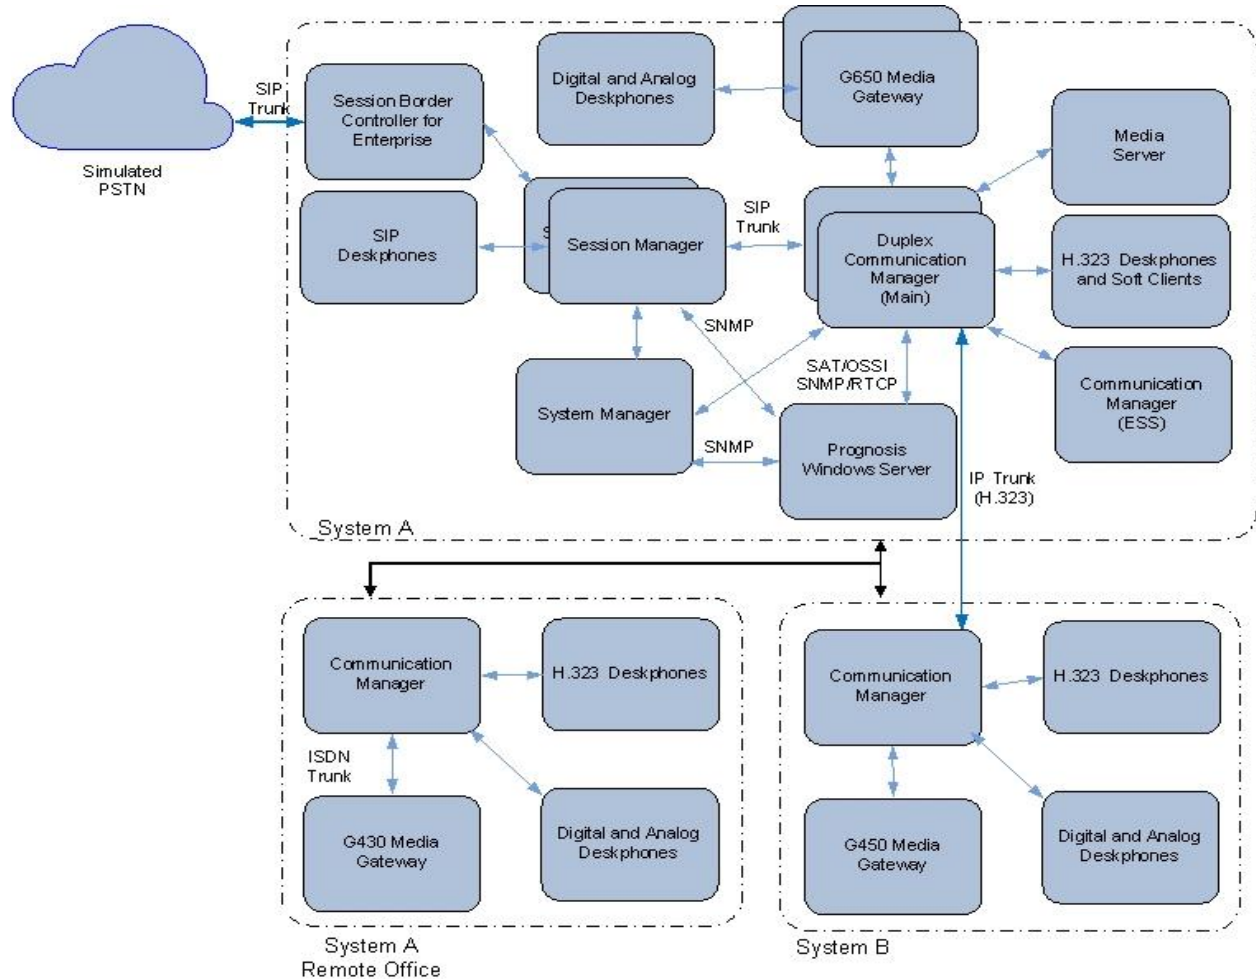 SIP
Trunk
Simulated
PSTN
Session Border
Controller for
Enterprise
Digital and Analog
Deskphones
G650 Media
Gateway
Media
Server
SIP
Deskphones
S
Session Manager
SIP
Trunk
Duplex
Communication
Manager
(Main)
H.323 Deskphones
and Soft Clients
SNMP
SAT/OSSI
SNMP/RTCP
System Manager
SNMP
Prognosis
Windows Server
Communication
Manager
(ESS)
IP Trunk
(H.323)
System A
Communication
Manager
H.323 Deskphones
ISDN
Trunk
G430 Media
Gateway
Digital and Analog
Deskphones
System A
Remote Office
Communication
Manager
H.323 Deskphones
G450 Media
Gateway
Digital and Analog
Deskphones
System B